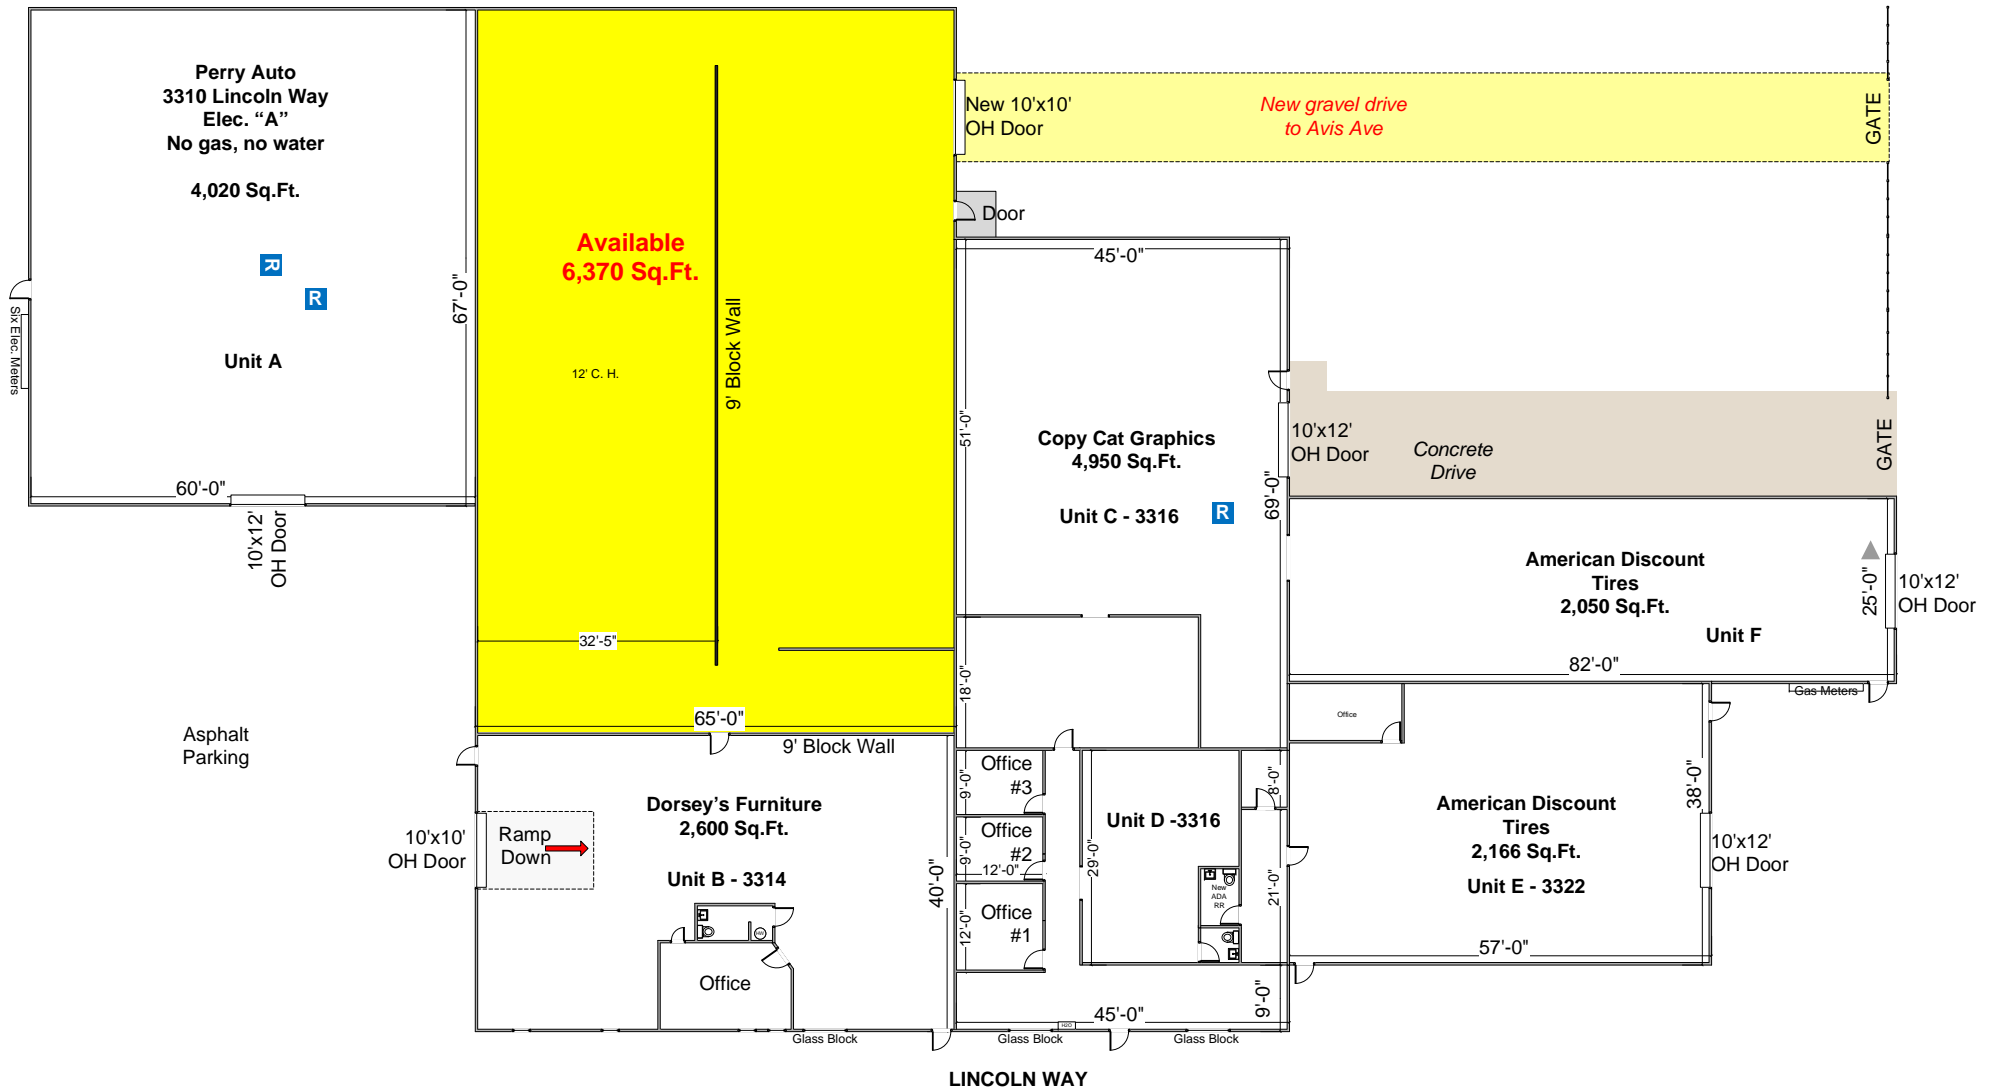 Perry Auto
3310 Lincoln Way
Elec. “A”
No gas, no water
4,020 Sq.Ft.
R
R
Unit A
Six Elec. Meters
67'-0"
60'-0"
10'x12'
OH Door
Available
6,370 Sq.Ft.
12' C. H.
9' Block Wall
32'-5"
65'-0"
New 10'x10'
OH Door
New gravel drive
to Avis Ave
GATE
Door
45'-0"
51'-0"
Copy Cat Graphics
4,950 Sq.Ft.
Unit C - 3316
R
69'-0"
18'-0"
10'x12'
OH Door
Concrete
Drive
GATE
American Discount
Tires
2,050 Sq.Ft.
Unit F
25'-0"
10'x12'
OH Door
82'-0"
Gas Meters
Asphalt
Parking
9' Block Wall
Dorsey’s Furniture
2,600 Sq.Ft.
Unit B - 3314
10'x10'
OH Door
Ramp
Down
40'-0"
HW
Office
Glass Block
Office
#3
9'-0"
Office
#2
9'-0"
12'-0"
Office
#1
12'-0"
29'-0"
Unit D -3316
8'-0"
21'-0"
New
ADA
RR
9'-0"
45'-0"
H2O
Glass Block
Glass Block
Office
American Discount
Tires
2,166 Sq.Ft.
Unit E - 3322
38'-0"
10'x12'
OH Door
57'-0"
LINCOLN WAY